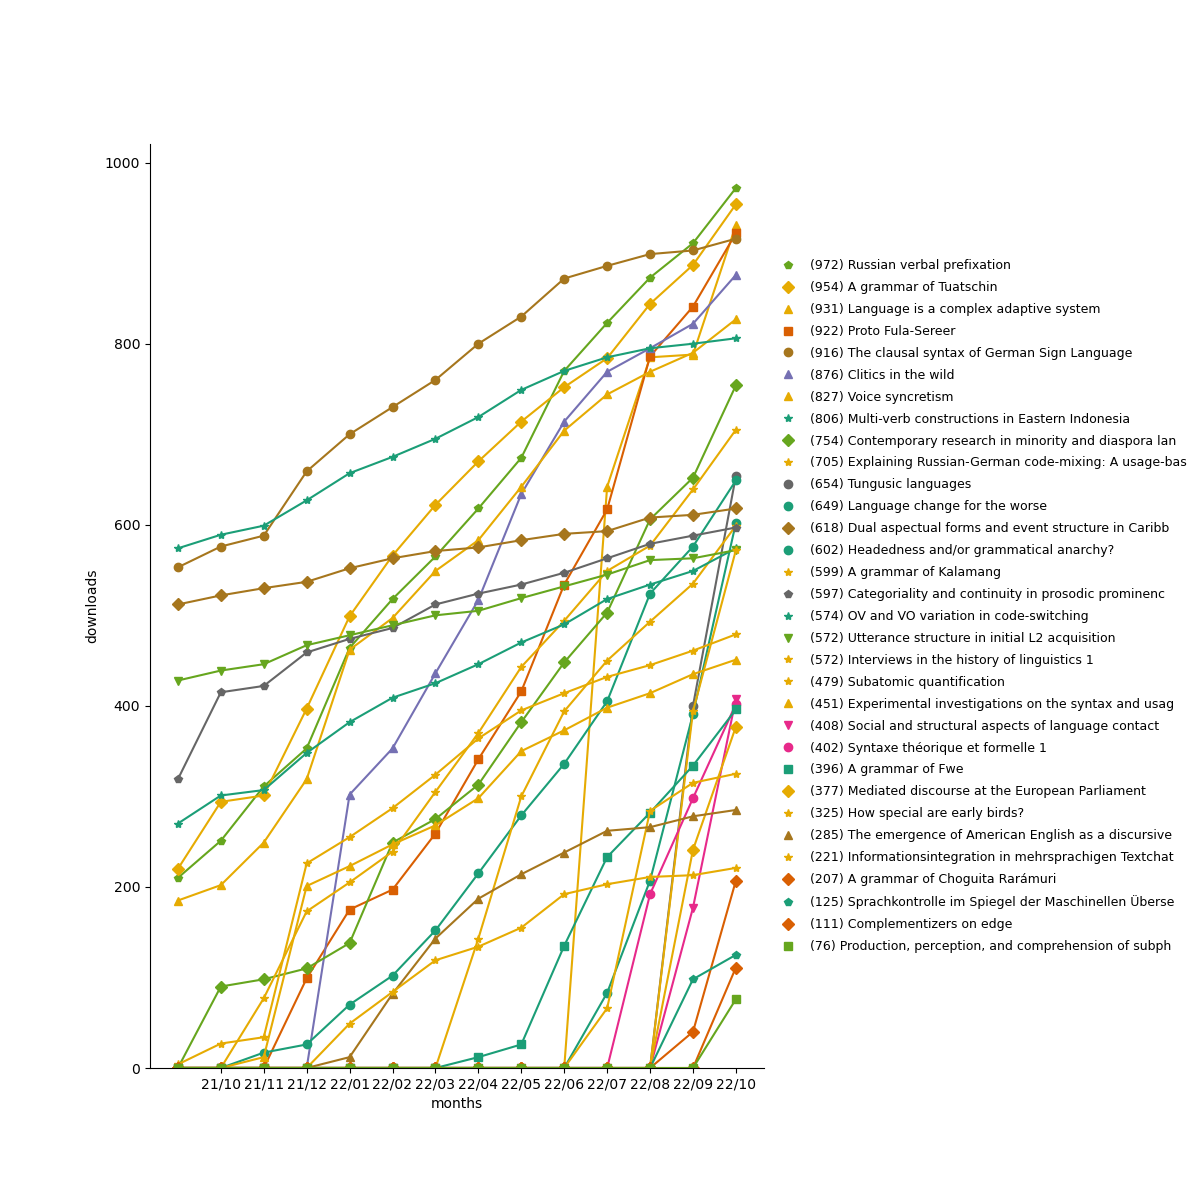 1000
800
600
400
200
0
downloads
21/10 21/11 21/12 22/01 22/02 22/03 22/04 22/05 22/06 22/07 22/08 22/09 22/10
months
(972) Russian verbal prefixation
(954) A grammar of Tuatschin
(931) Language is a complex adaptive system
(922) Proto Fula-Sereer
(916) The clausal syntax of German Sign Language
(876) Clitics in the wild
(827) Voice syncretism
(806) Multi-verb constructions in Eastern Indonesia
(754) Contemporary research in minority and diaspora lan
(705) Explaining Russian-German code-mixing: A usage-bas
(654) Tungusic languages
(649) Language change for the worse
(618) Dual aspectual forms and event structure in Caribb
(602) Headedness and/or grammatical anarchy?
(599) A grammar of Kalamang
(597) Categoriality and continuity in prosodic prominenc
(574) OV and VO variation in code-switching
(572) Utterance structure in initial L2 acquisition
(572) Interviews in the history of linguistics 1
(479) Subatomic quantification
(451) Experimental investigations on the syntax and usag
(408) Social and structural aspects of language contact
(402) Syntaxe théorique et formelle 1
(396) A grammar of Fwe
(377) Mediated discourse at the European Parliament
(325) How special are early birds?
(285) The emergence of American English as a discursive
(221) Informationsintegration in mehrsprachigen Textchat
(207) A grammar of Choguita Rarámuri
(125) Sprachkontrolle im Spiegel der Maschinellen Überse
(111) Complementizers on edge
(76) Production, perception, and comprehension of subph